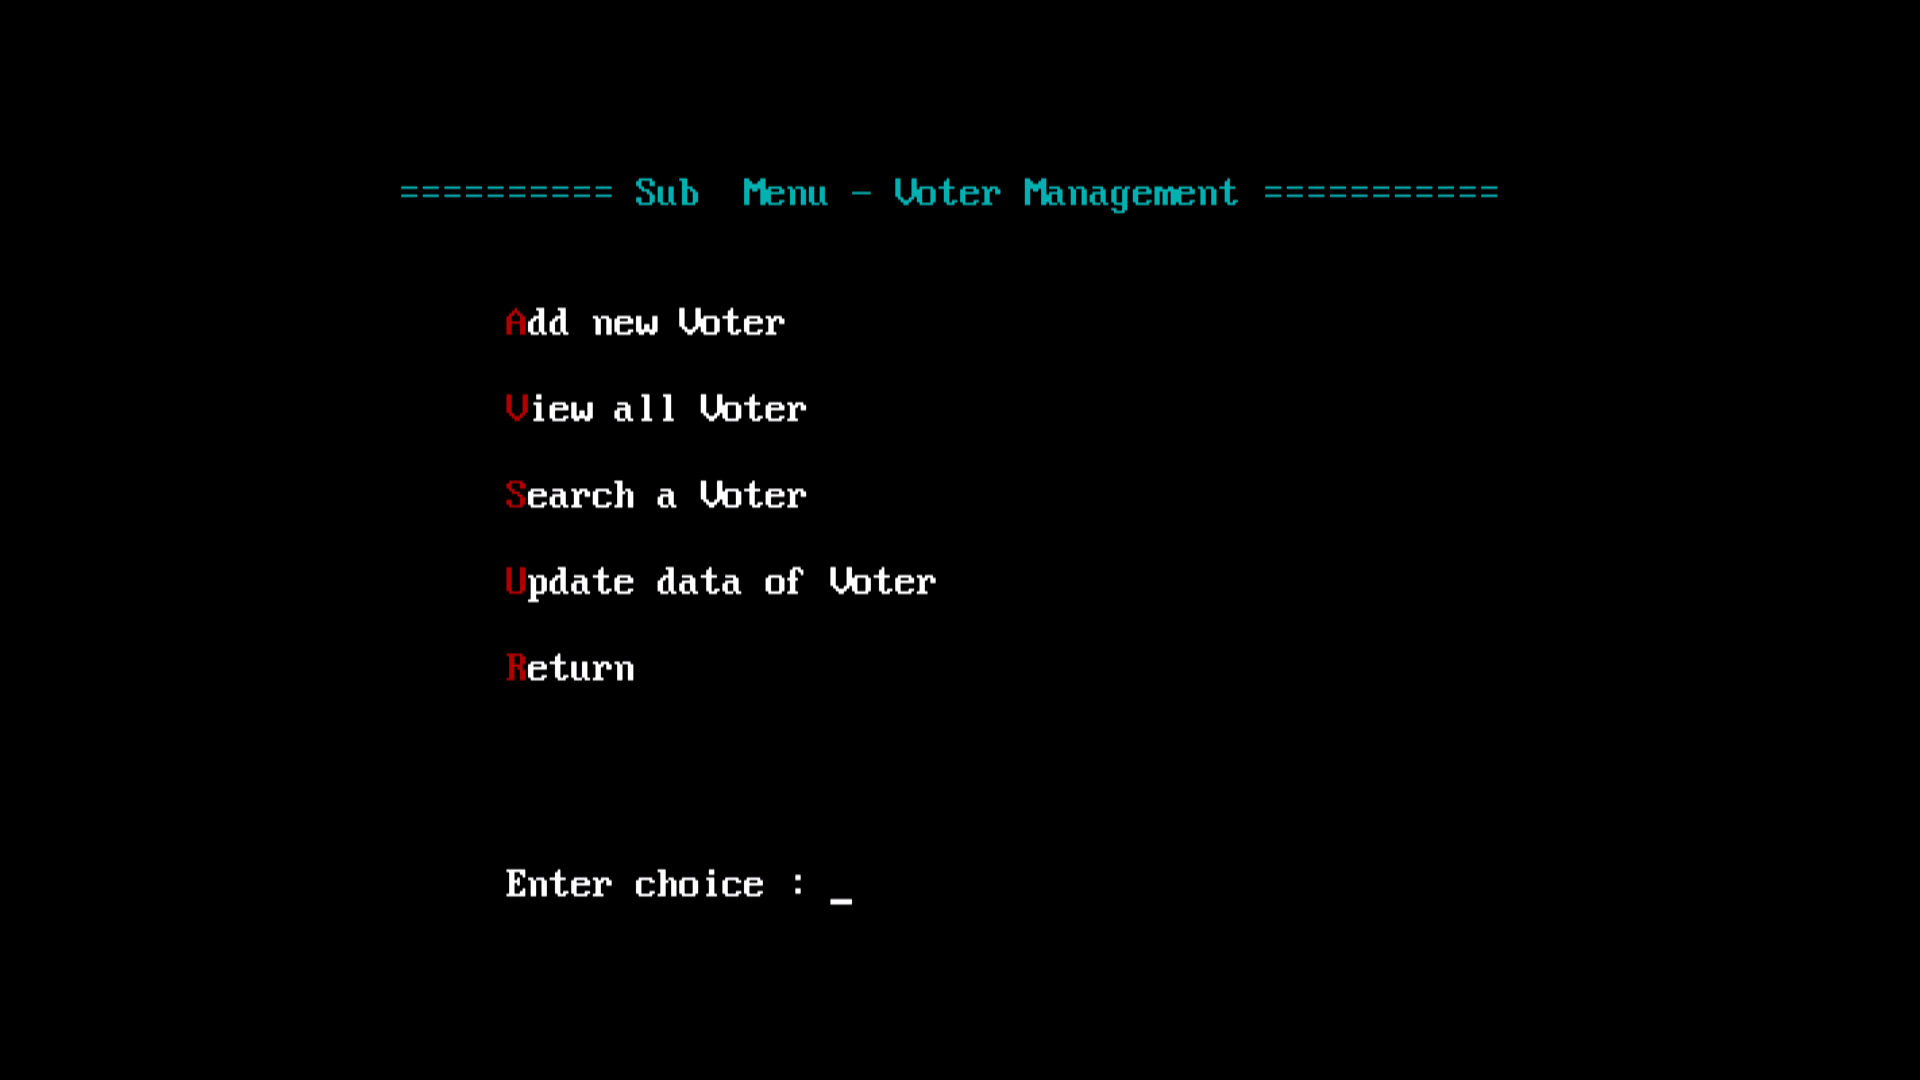 ========== Sub  Menu - Voter Management ===========
Add new Voter
View all Voter
Search a Voter
Update data of Voter
Return
Enter choice : _